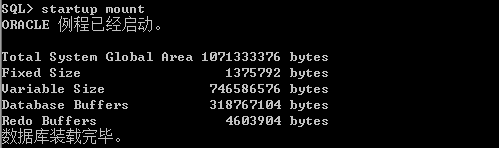 SQL> startup mount
ORACLE 例程已经启动。
Total System Global Area 1071333376 bytes
Fixed Size 1375792 bytes
Variable Size 746586576 bytes
Database Buffers 318767104 bytes
Redo Buffers 4603904 bytes
数据库装载完毕。